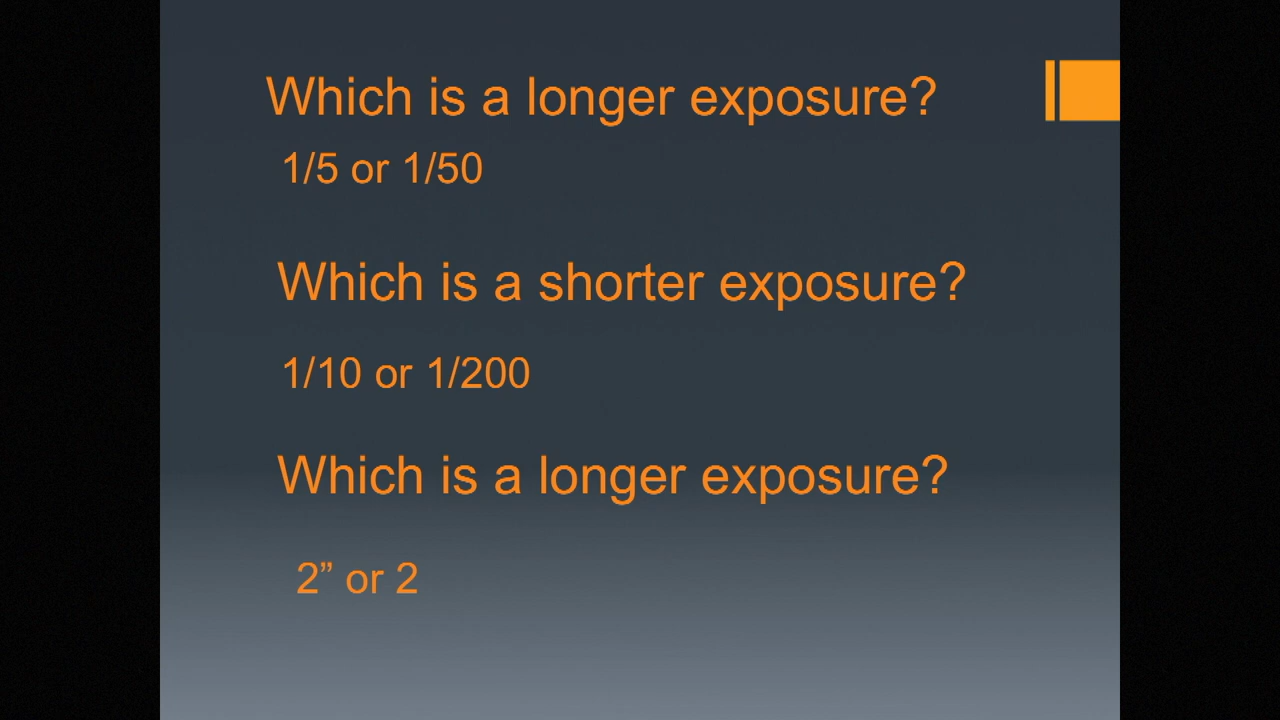 Which is a longer exposure?
1/5 or 1/50
Which is a shorter exposure?
1/10 or 1/200
Which is a longer exposure?
2” or 2